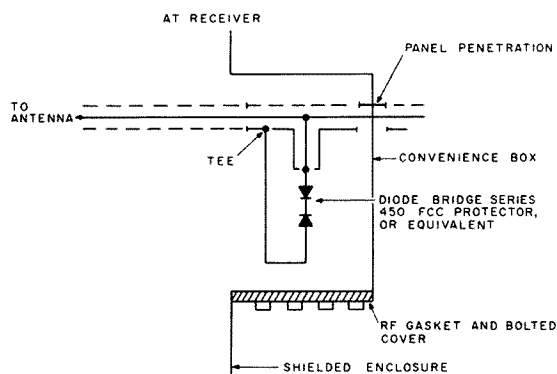 AT RECEIVER
PANEL PENETRATION
TO
ANTENNA
TEE
CONVENIENCE BOX
DIODE BRIDGE SERIES
450 FCC PROTECTOR,
OR EQUIVALENT
RF GASKET AND BOLTED
COVER
SHIELDED ENCLOSURE